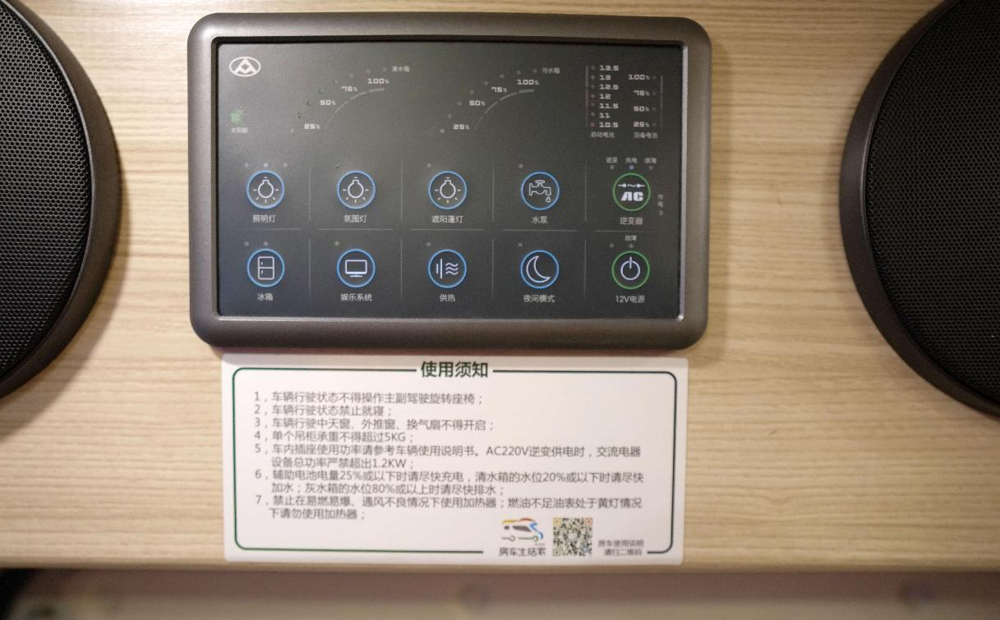 清水箱
100%
75%
50%
25%
污水箱
100%
75%
50%
25%
13.5
13
12.5
12
11.5
11
10.5
启动电池
100%
75%
50%
25%
后备电池
太阳能
逆变 充电 故障
AC
市电
照明灯 氛围灯 遮阳蓬灯 水泵 逆变器
故障
冰箱 娱乐系统 供热 夜间模式 12V电源
使用须知
1，车辆行驶状态不得操作主副驾驶旋转座椅；
2，车辆行驶状态禁止就寝；
3，车辆行驶中天窗、外推窗、换气扇不得开启；
4，单个吊柜承重不得超过5KG；
5，车内插座使用功率请参考车辆使用说明书。AC220V逆变供电时，交流电器
设备总功率严禁超出1.2KW；
6，辅助电池电量25%或以下时请尽快充电，清水箱的水位20%或以下时请尽快
加水；灰水箱的水位80%或以上时请尽快排水；
7，禁止在易燃易爆、通风不良情况下使用加热器；燃油不足油表处于黄灯情况
下请勿使用加热器；
房车生活家
房车使用说明
请扫二维码